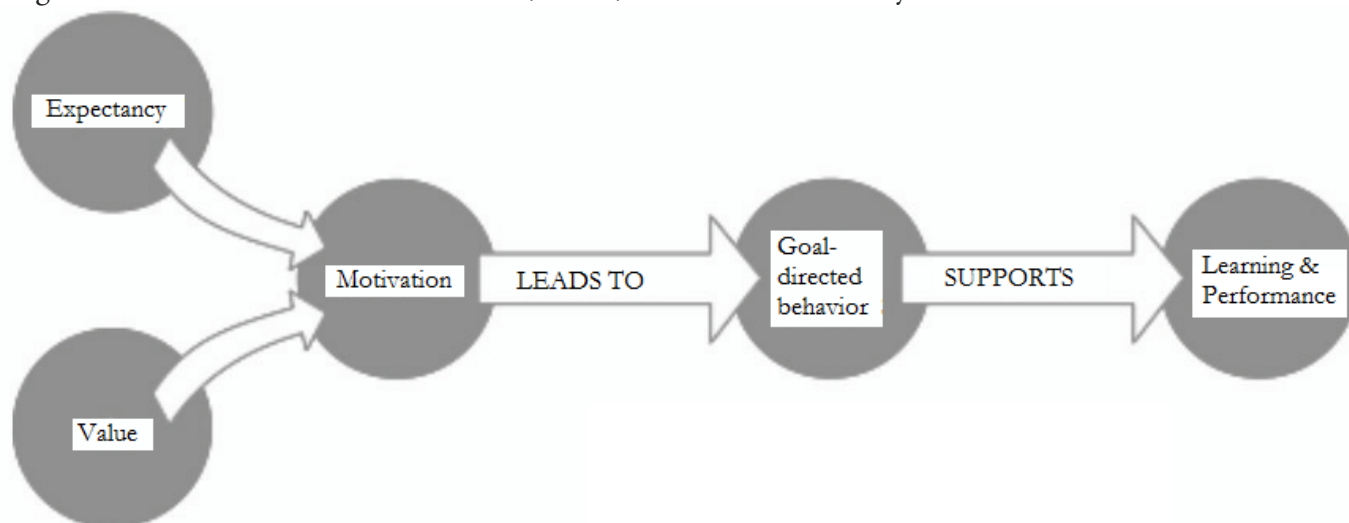 Expectancy
Motivation
LEADS TO
Goal-
directed
behavior
SUPPORTS
Learning &
Performance
Value